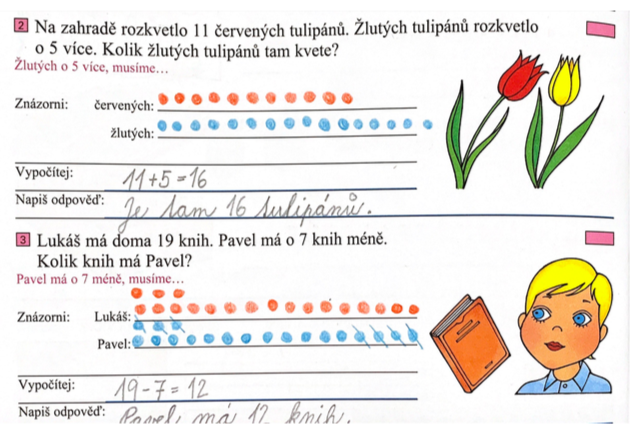 2 Na zahradě rozkvetlo 11 červených tulipánů. Žlutých tulipánů rozkvetlo
o 5 více. Kolik žlutých tulipánů tam kvete?
Žlutých o 5 více, musíme…
Znázorni: červených:
žlutých:
Vypočítej: 11+5=16
Napiš odpověď: Je tam 16 tulipánů.
3 Lukáš má doma 19 knih. Pavel má o 7 knih méně.
Kolik knih má Pavel?
Pavel má o 7 méně, musíme…
Znázorni: Lukáš:
Pavel:
Vypočítej: 19-7=12
Napiš odpověď: Pavel má 12 knih.